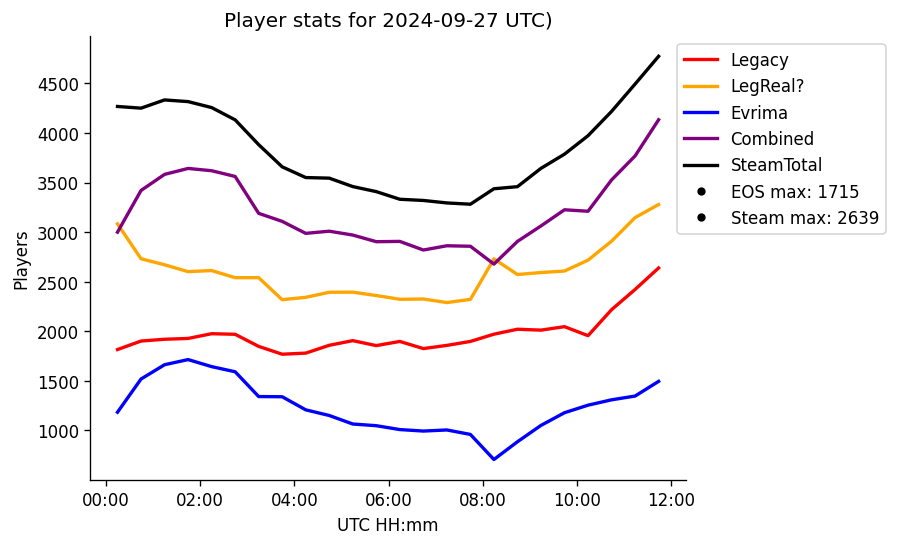 Player stats for 2024-09-27 UTC)
Players
4500
4000
3500
3000
2500
2000
1500
1000
00:00 02:00 04:00 06:00 08:00 10:00 12:00
UTC HH:mm
Legacy
LegReal?
Evrima
Combined
SteamTotal
EOS max: 1715
Steam max: 2639